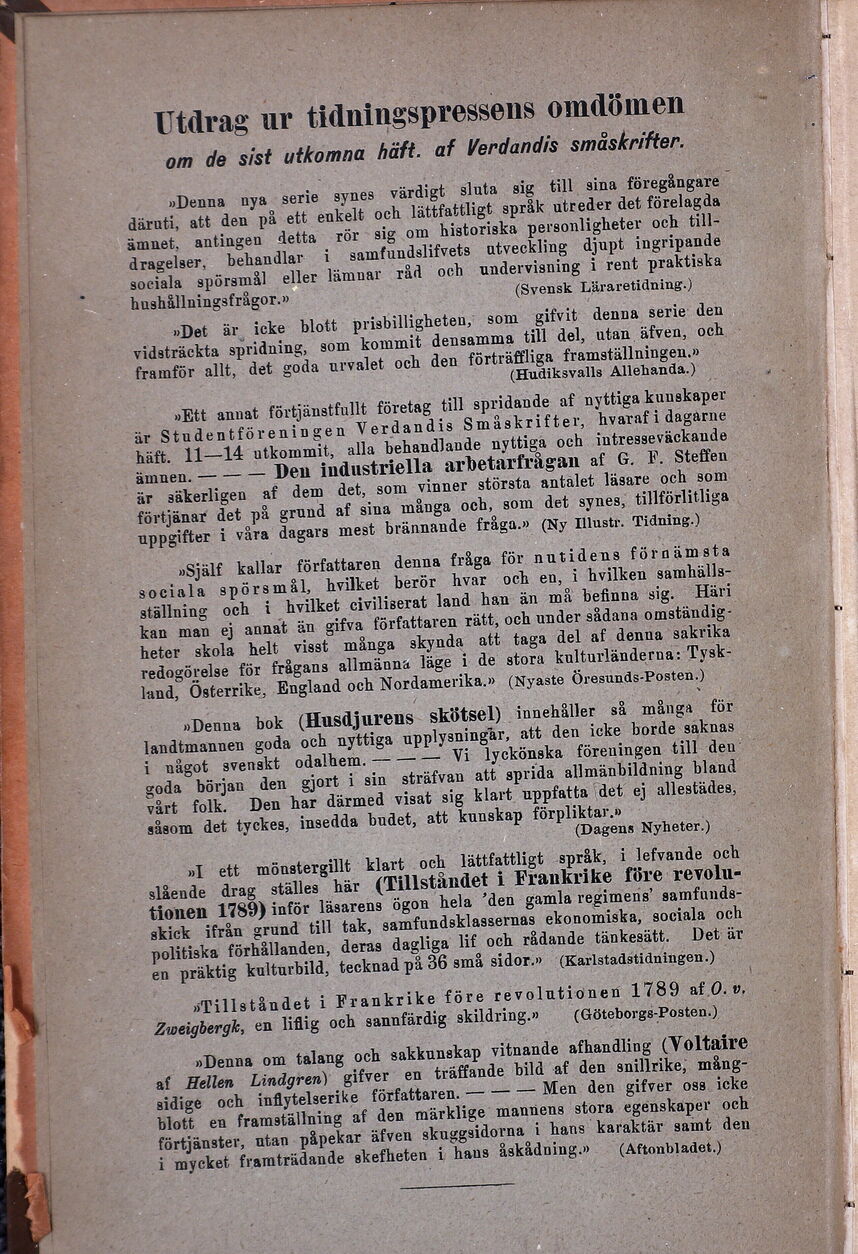 Utdrag ur tidningspressens omdömen
om de sist utkomna häft. af Verdandis småskrifter.
»Denna nya serie synes värdigt sluta sig till sina föregångare
däruti, att den på ett enkelt och lättfattligt språk utreder det förelagda
ämnet, antingen detta rör sig om historiska personligheter och till-
dragelser, behandlar i samfundslifvets utveckling djupt ingripande
sociala spörsmål eller lämnar råd och undervisning i rent praktiska
hushållningsfrågor.» (Svensk Läraretidning.)
»Det är icke blott prisbilligheten, som gifvit denna serie den
vidsträckta spridning, som kommit densamma till del, utan äfven, och
framför allt, det goda urvalet och den förträffliga framställningen.»
(Hudiksvalls Allehanda.)
»Ett annat förtjänstfullt företag till spridande af nyttiga kunskaper
är Studentföreningen Verdandis Småskrifter, hvaraf i dagarne
häft. 11—14 utkommit, alla behandlande nyttiga och intresseväckande
ämnen. — — — Den industriella arbetarfrågan af G. F. Steffen
är säkerligen af dem det, som vinner största antalet läsare och som
förtjänar det på grund af sina många och, som det synes, tillförlitliga
uppgifter i våra dagars mest brännande fråga.» (Ny Illustr. Tidning.)
»Själf kallar författaren denna fråga för nutidens förnämsta
sociala spörsmål, hvilket berör hvar och en, i hvilken samhälls-
ställning och i hvilket civiliserat land han än må befinna sig. Häri
kan man ej annat än gifva författaren rätt, och under sådana omständig-
heter skola helt visst många skynda att taga del af denna sakrika
redogörelse för frågans allmänna läge i de stora kulturländerna: Tysk-
land, Österrike, England och Nordamerika.» (Nyaste Öresunds-Posten.)
»Denna bok (Husdjurens skötsel) innehåller så många för
landtmannen goda och nyttiga upplysningar, att den icke borde saknas
i något svenskt odalhem. — — — Vi lyckönska föreningen till den
goda början den gjort i sin sträfvan att sprida allmänbildning bland
vårt folk. Den har därmed visat sig klart uppfatta det ej allestädes,
såsom det tyckes, insedda budet, att kunskap förpliktar.»
(Dagens Nyheter.)
»I ett mönstergillt klart och lättfattligt språk, i lefvande och
slående drag ställes här (Tillståndet i Frankrike före revolu-
tionen 1789) inför läsarens ögon hela 'den gamla regimens' samfunds-
skick ifrån grund till tak, samfundsklassernas ekonomiska, sociala och
politiska förhållanden, deras dagliga lif och rådande tänkesätt. Det är
en präktig kulturbild, tecknad på 36 små sidor.» (Karlstadstidningen.)
»Tillståndet i Frankrike före revolutionen 1789 af O. v.
Zweigbergk, en liflig och sannfärdig skildring.» (Göteborgs-Posten.)
»Denna om talang och sakkunskap vitnande afhandling (Voltaire
af Hellen Lindgren) gifver en träffande bild af den snillrike, mång-
sidige och inflytelserike författaren. — — — Men den gifver oss icke
blott en framställning af den märklige mannens stora egenskaper och
förtjänster, utan påpekar äfven skuggsidorna i hans karaktär samt den
i mycket framträdande skefheten i hans åskådning.» (Aftonbladet.)